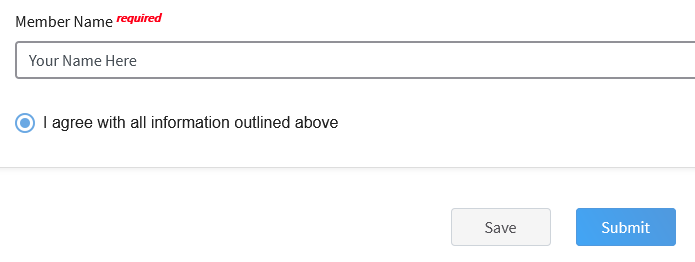 Member Name required
Your Name Here
I agree with all information outlined above
Save Submit